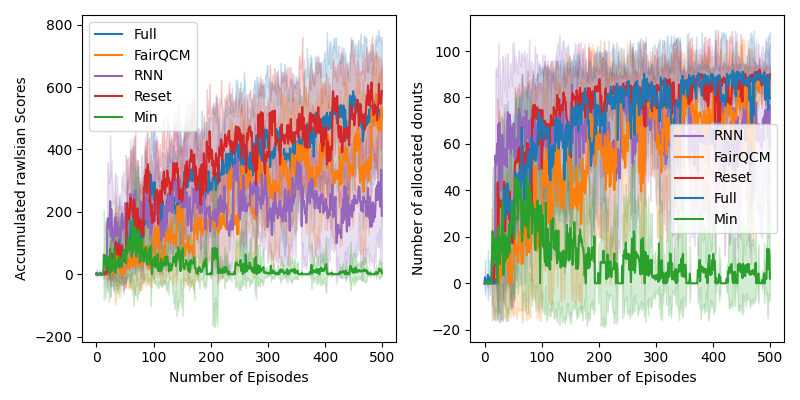 800
600
400
200
0
−200
0
100
200
300
400
500
Accumulated rawlsian Scores
Number of Episodes
Full
FairQCM
RNN
Reset
Min
100
80
60
40
20
0
−20
0
100
200
300
400
500
Number of allocated donuts
Number of Episodes
RNN
FairQCM
Reset
Full
Min